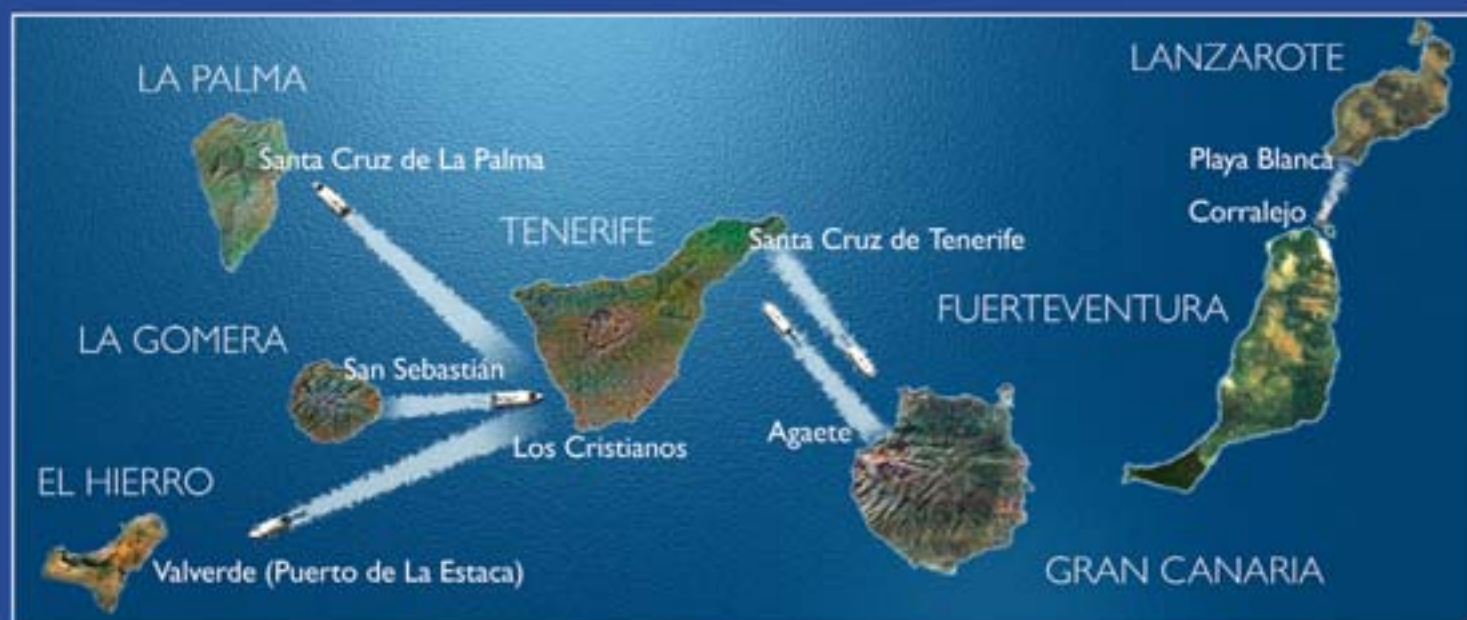 LANZAROTE
LA PALMA
Santa Cruz de La Palma
Playa Blanca
Corralejo
TENERIFE
Santa Cruz de Tenerife
FUERTEVENTURA
LA GOMERA
San Sebastián
Agaete
Los Cristianos
EL HIERRO
Valverde (Puerto de La Estaca)
GRAN CANARIA